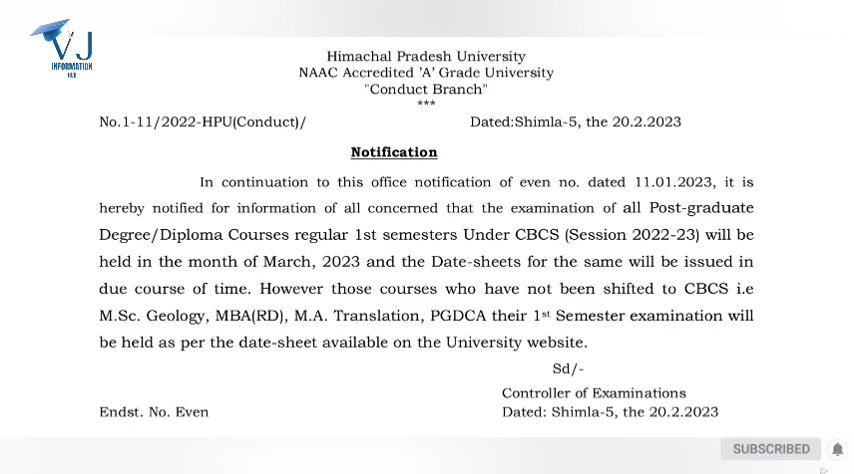 VJ
INFORMATION
HUB
Himachal Pradesh University
NAAC Accredited 'A' Grade University
"Conduct Branch"
***
No.1-11/2022-HPU(Conduct)/ Dated:Shimla-5, the 20.2.2023
Notification
In continuation to this office notification of even no. dated 11.01.2023, it is
hereby notified for information of all concerned that the examination of all Post-graduate
Degree/Diploma Courses regular 1st semesters Under CBCS (Session 2022-23) will be
held in the month of March, 2023 and the Date-sheets for the same will be issued in
due course of time. However those courses who have not been shifted to CBCS i.e
M.Sc. Geology, MBA(RD), M.A. Translation, PGDCA their 1st Semester examination will
be held as per the date-sheet available on the University website.
Sd/-
Controller of Examinations
Endst. No. Even Dated: Shimla-5, the 20.2.2023
SUBSCRIBED